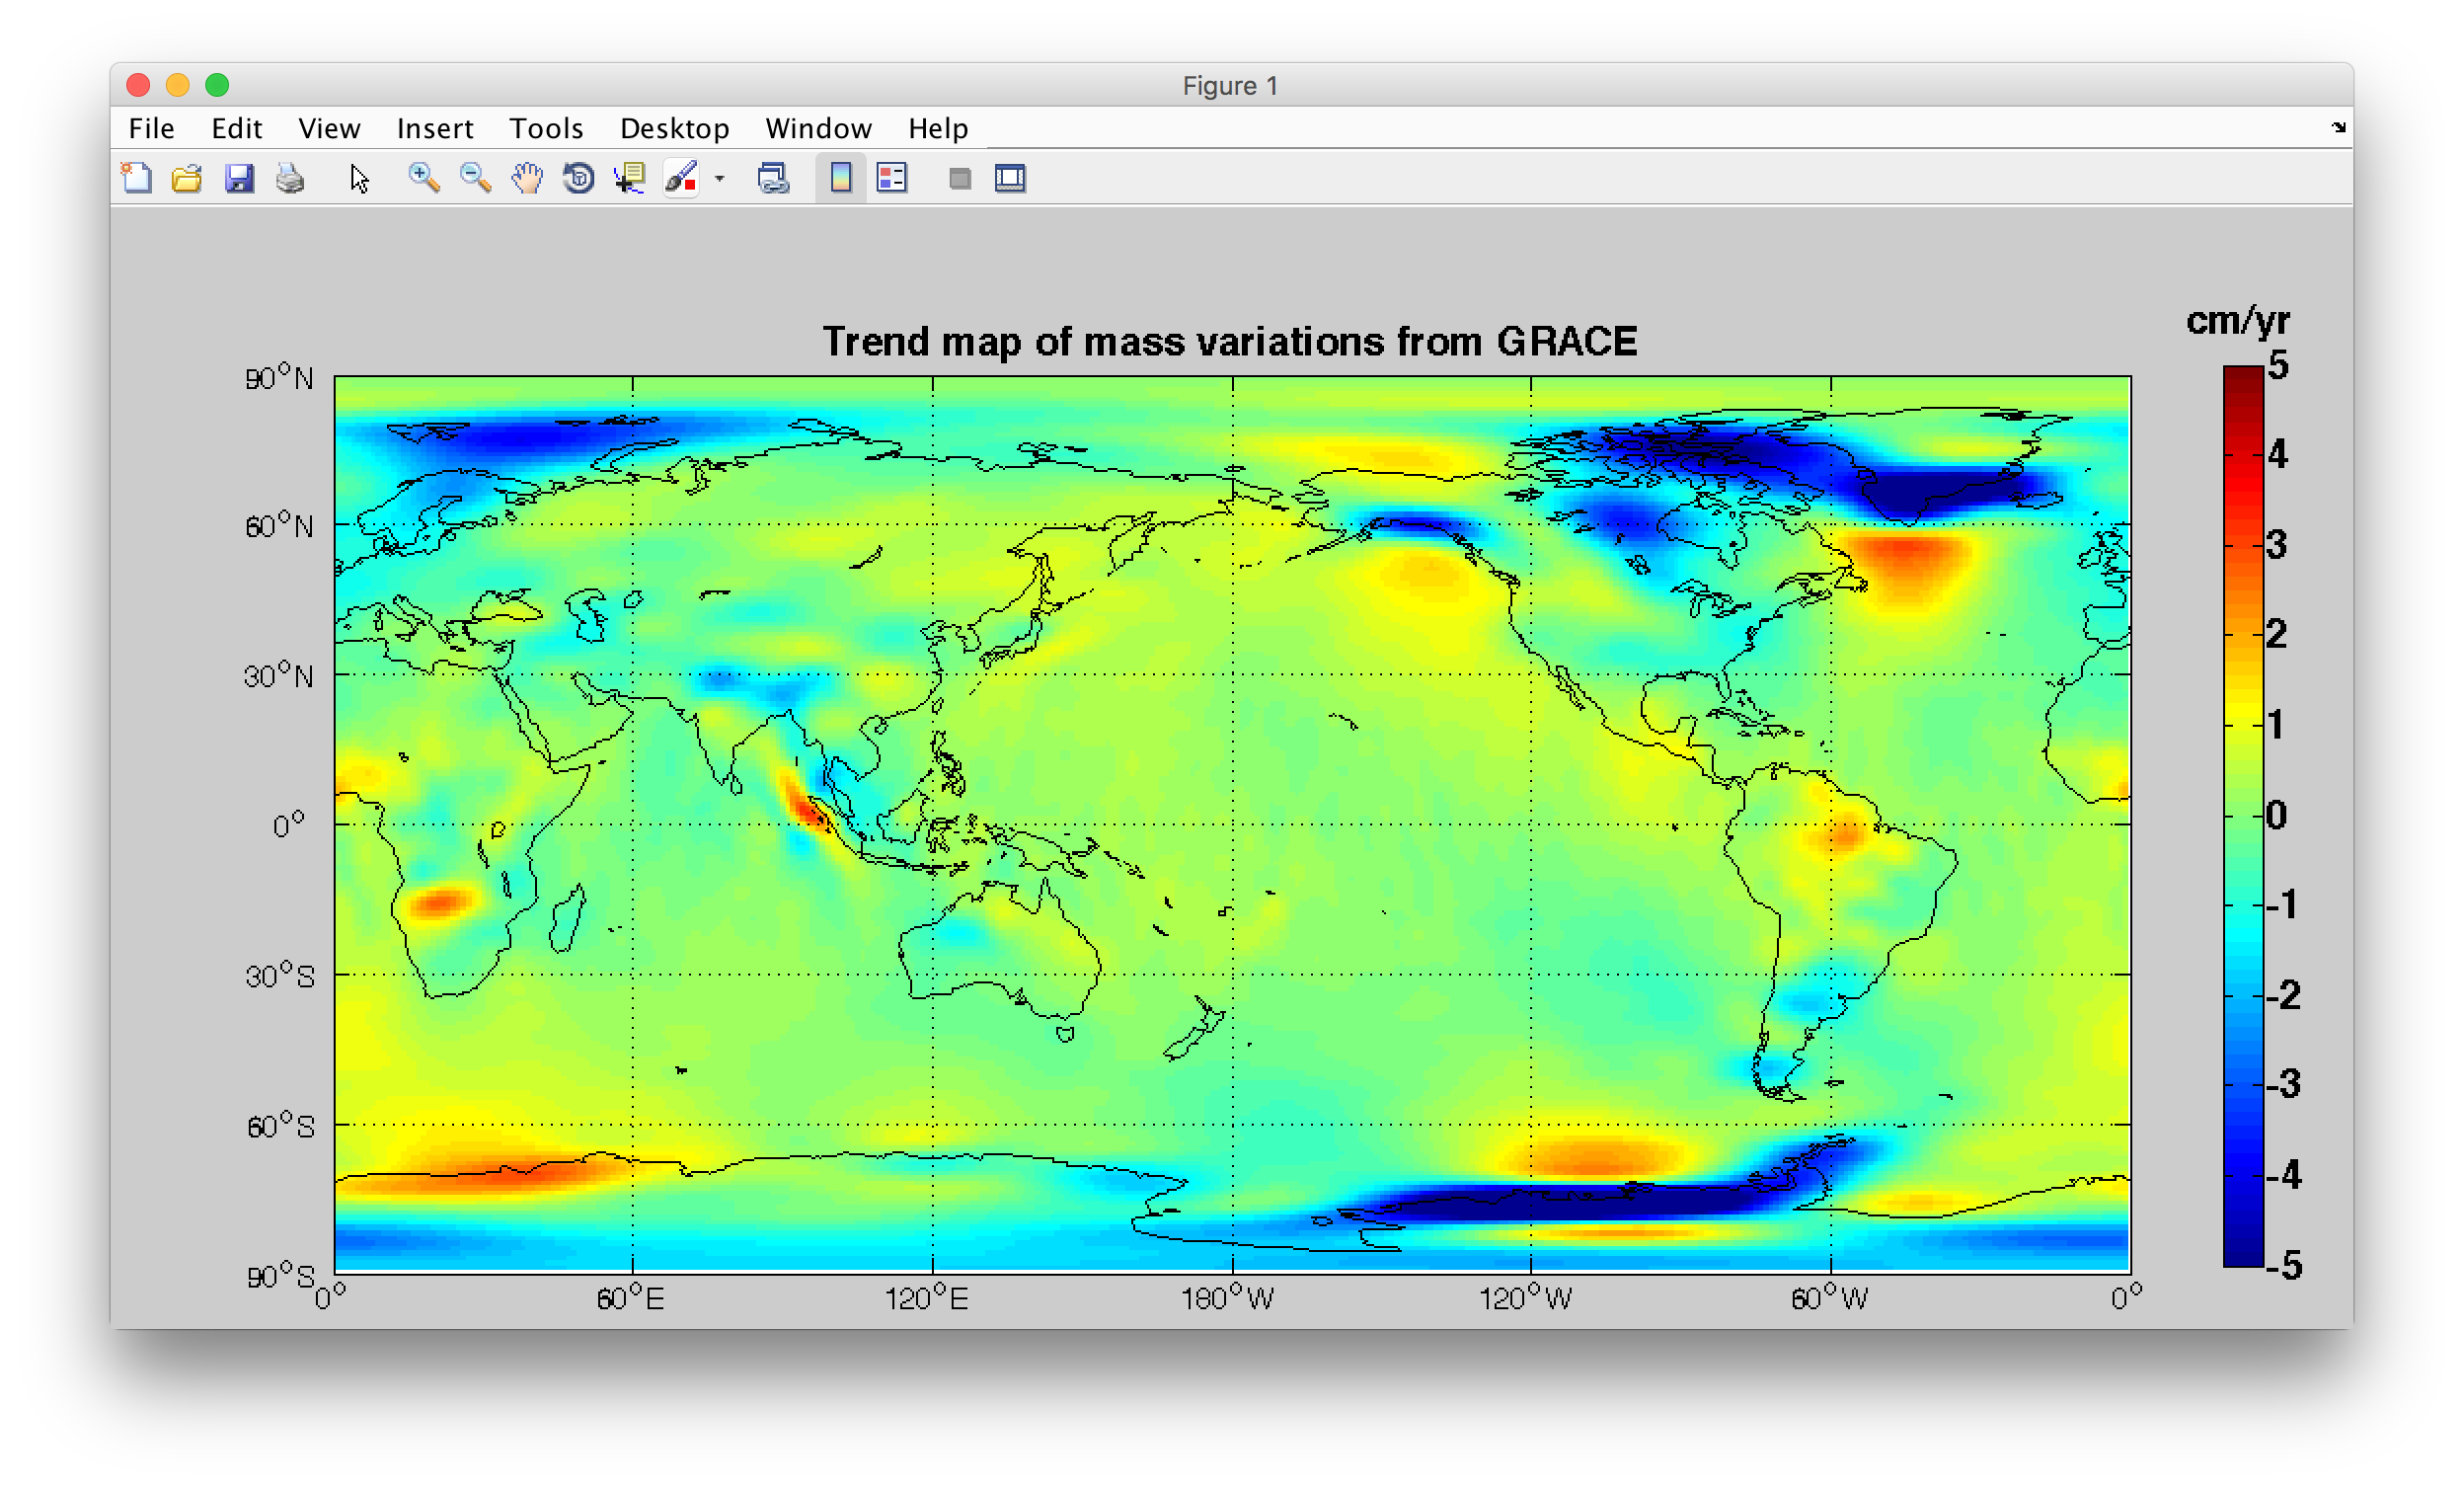 Figure 1
File Edit View Insert Tools Desktop Window Help
Trend map of mass variations from GRACE
cm/yr
90°N
60°N
30°N
0°
30°S
60°S
90°S
0° 60°E 120°E 180°W 120°W 60°W 0°
5
4
3
2
1
0
-1
-2
-3
-4
-5